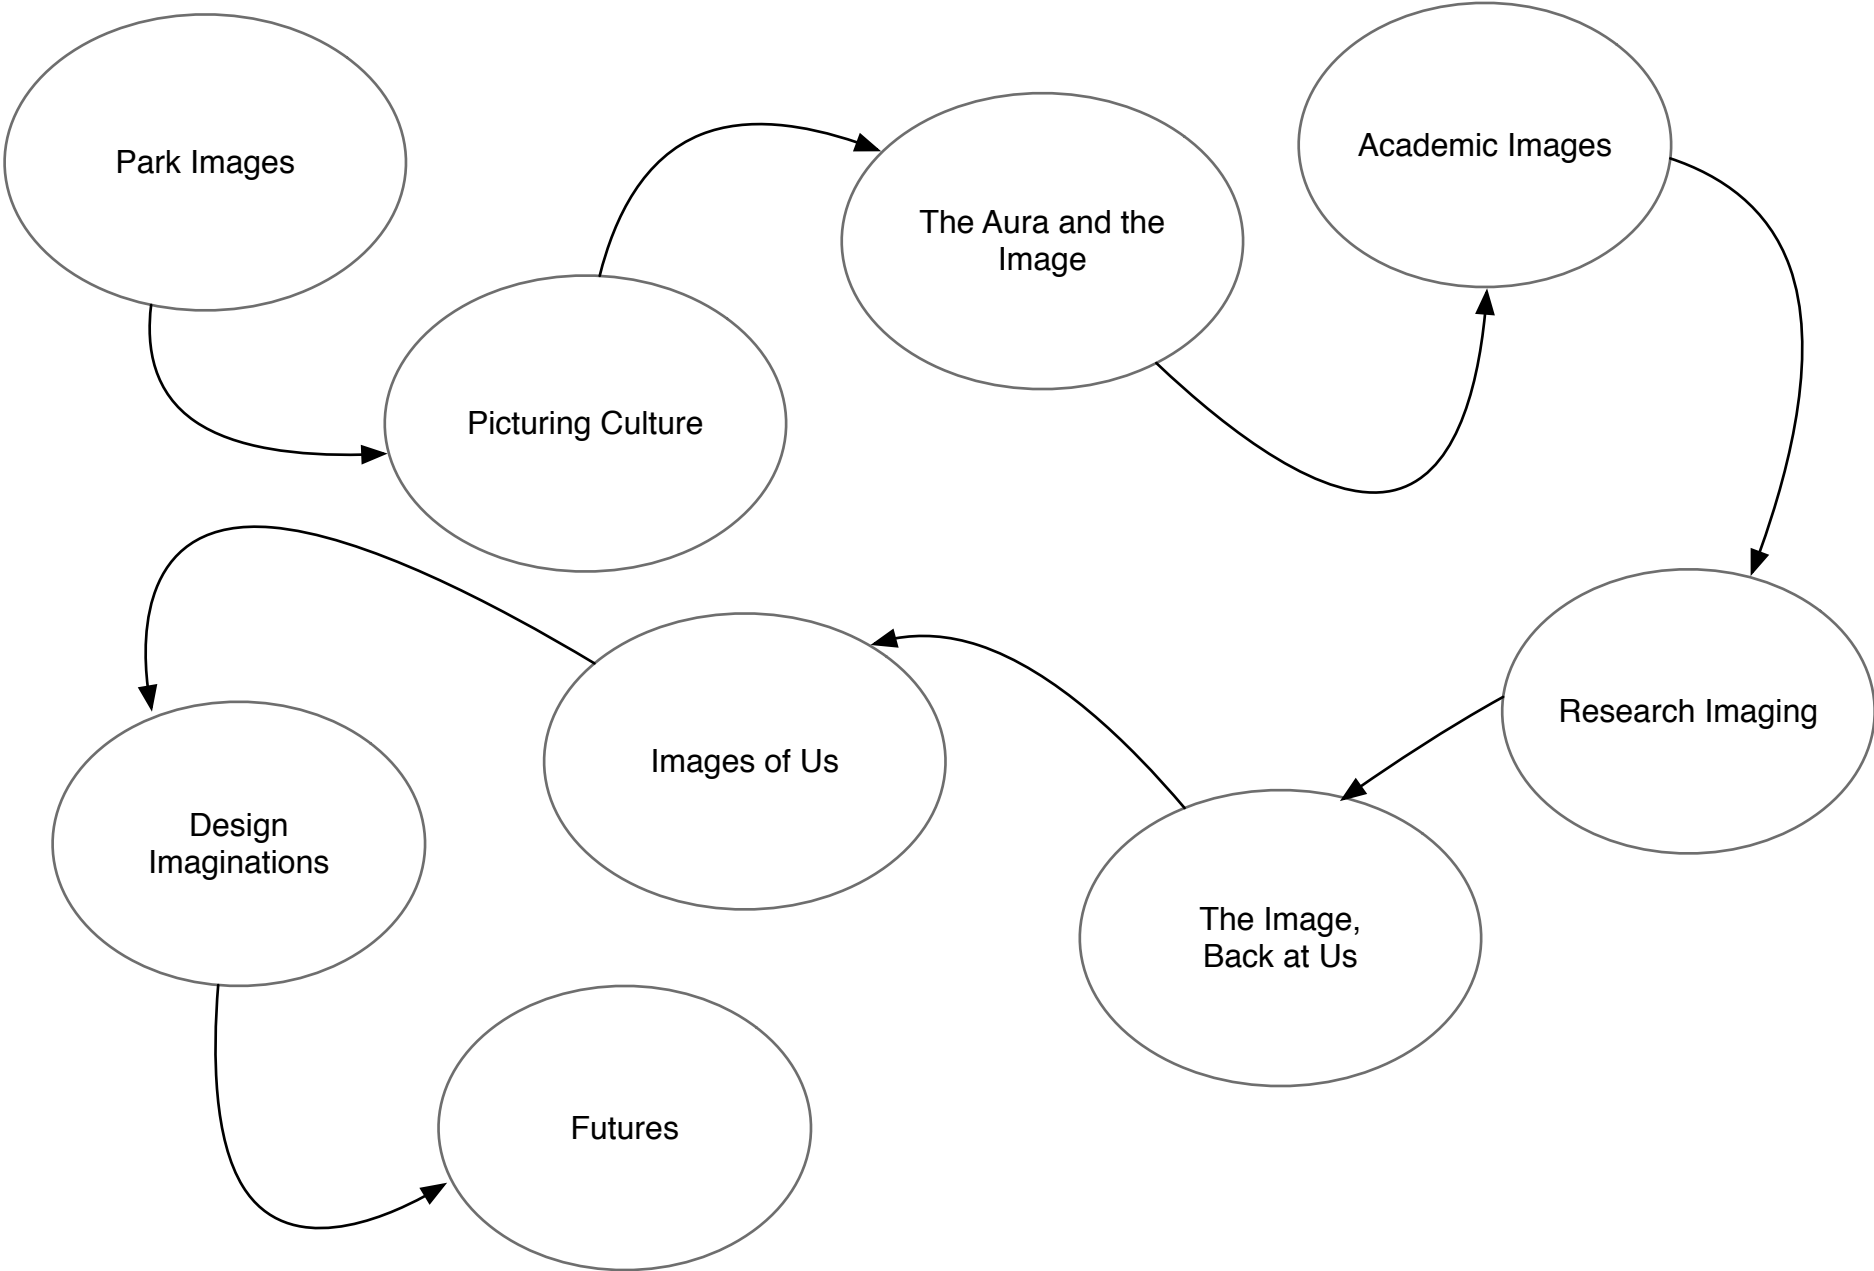 Park Images
Picturing Culture
The Aura and the
Image
Academic Images
Research Imaging
The Image,
Back at Us
Images of Us
Design
Imaginations
Futures